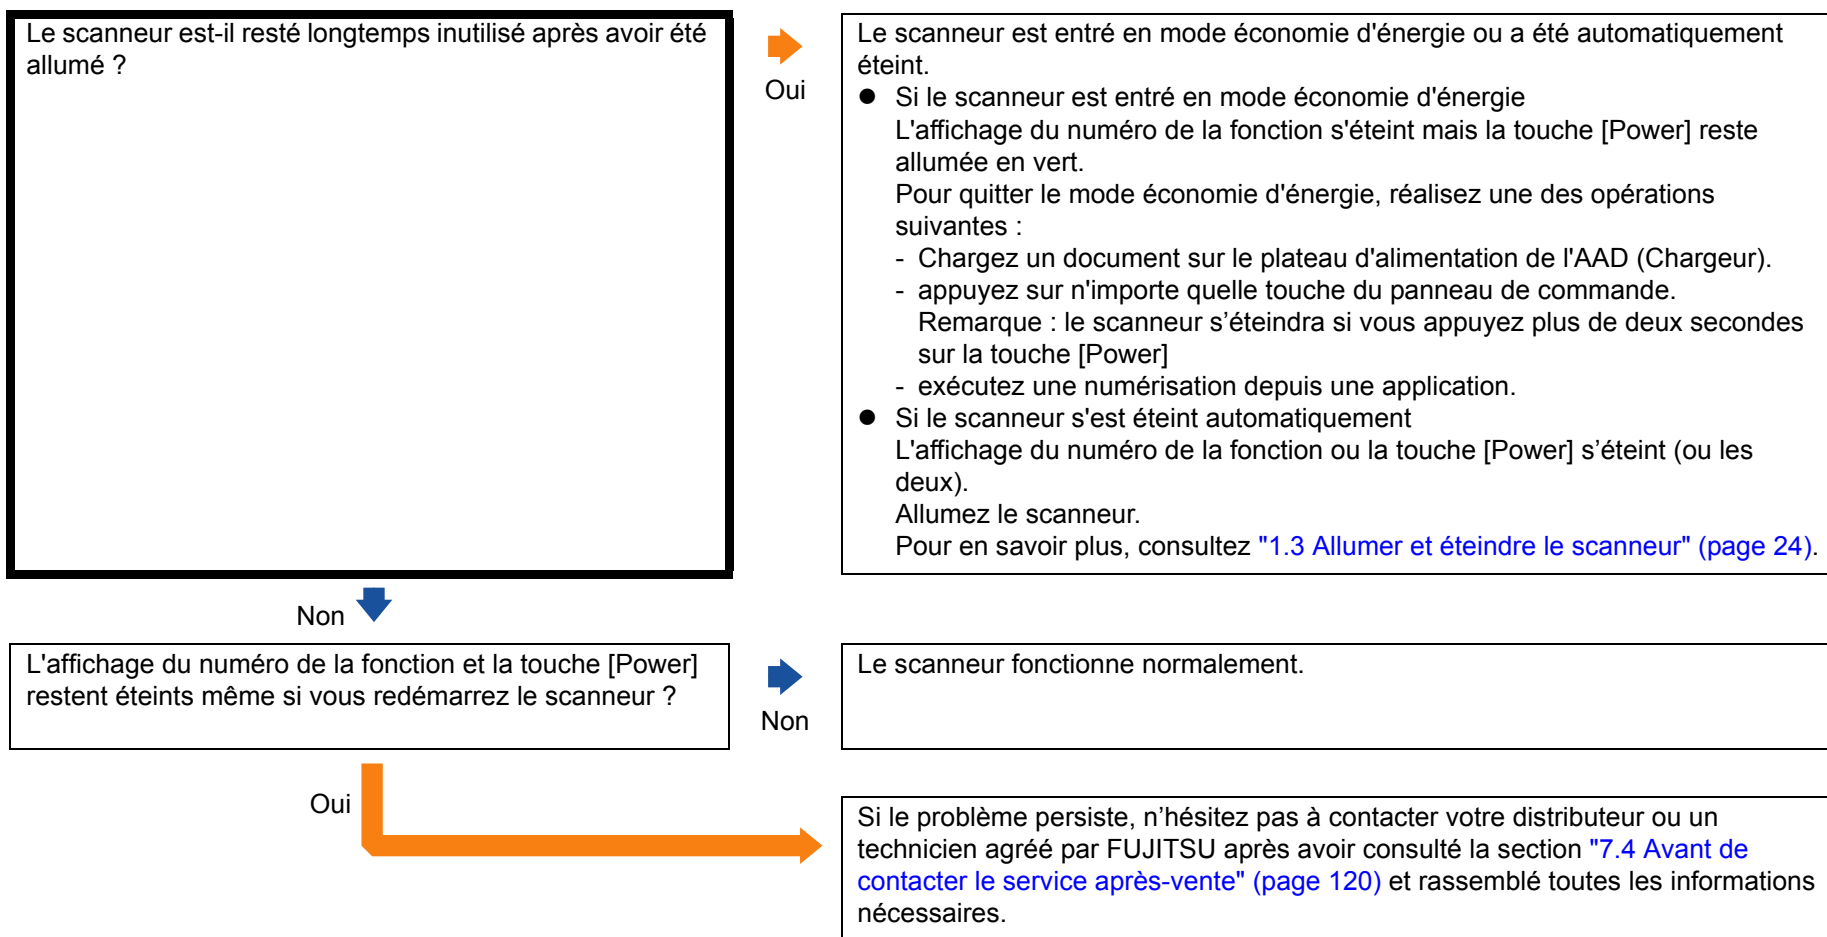 Le scanneur est-il resté longtemps inutilisé après avoir été
allumé ?
Oui
Le scanneur est entré en mode économie d'énergie ou a été automatiquement
éteint.
● Si le scanneur est entré en mode économie d'énergie
L'affichage du numéro de la fonction s'éteint mais la touche [Power] reste
allumée en vert.
Pour quitter le mode économie d'énergie, réalisez une des opérations
suivantes :
- Chargez un document sur le plateau d'alimentation de l'AAD (Chargeur).
- appuyez sur n'importe quelle touche du panneau de commande.
Remarque : le scanneur s’éteindra si vous appuyez plus de deux secondes
sur la touche [Power]
- exécutez une numérisation depuis une application.
● Si le scanneur s'est éteint automatiquement
L'affichage du numéro de la fonction ou la touche [Power] s’éteint (ou les
deux).
Allumez le scanneur.
Pour en savoir plus, consultez "1.3 Allumer et éteindre le scanneur" (page 24).
Non
L'affichage du numéro de la fonction et la touche [Power]
restent éteints même si vous redémarrez le scanneur ?
Non
Le scanneur fonctionne normalement.
Oui
Si le problème persiste, n’hésitez pas à contacter votre distributeur ou un
technicien agréé par FUJITSU après avoir consulté la section "7.4 Avant de
contacter le service après-vente" (page 120) et rassemblé toutes les informations
nécessaires.